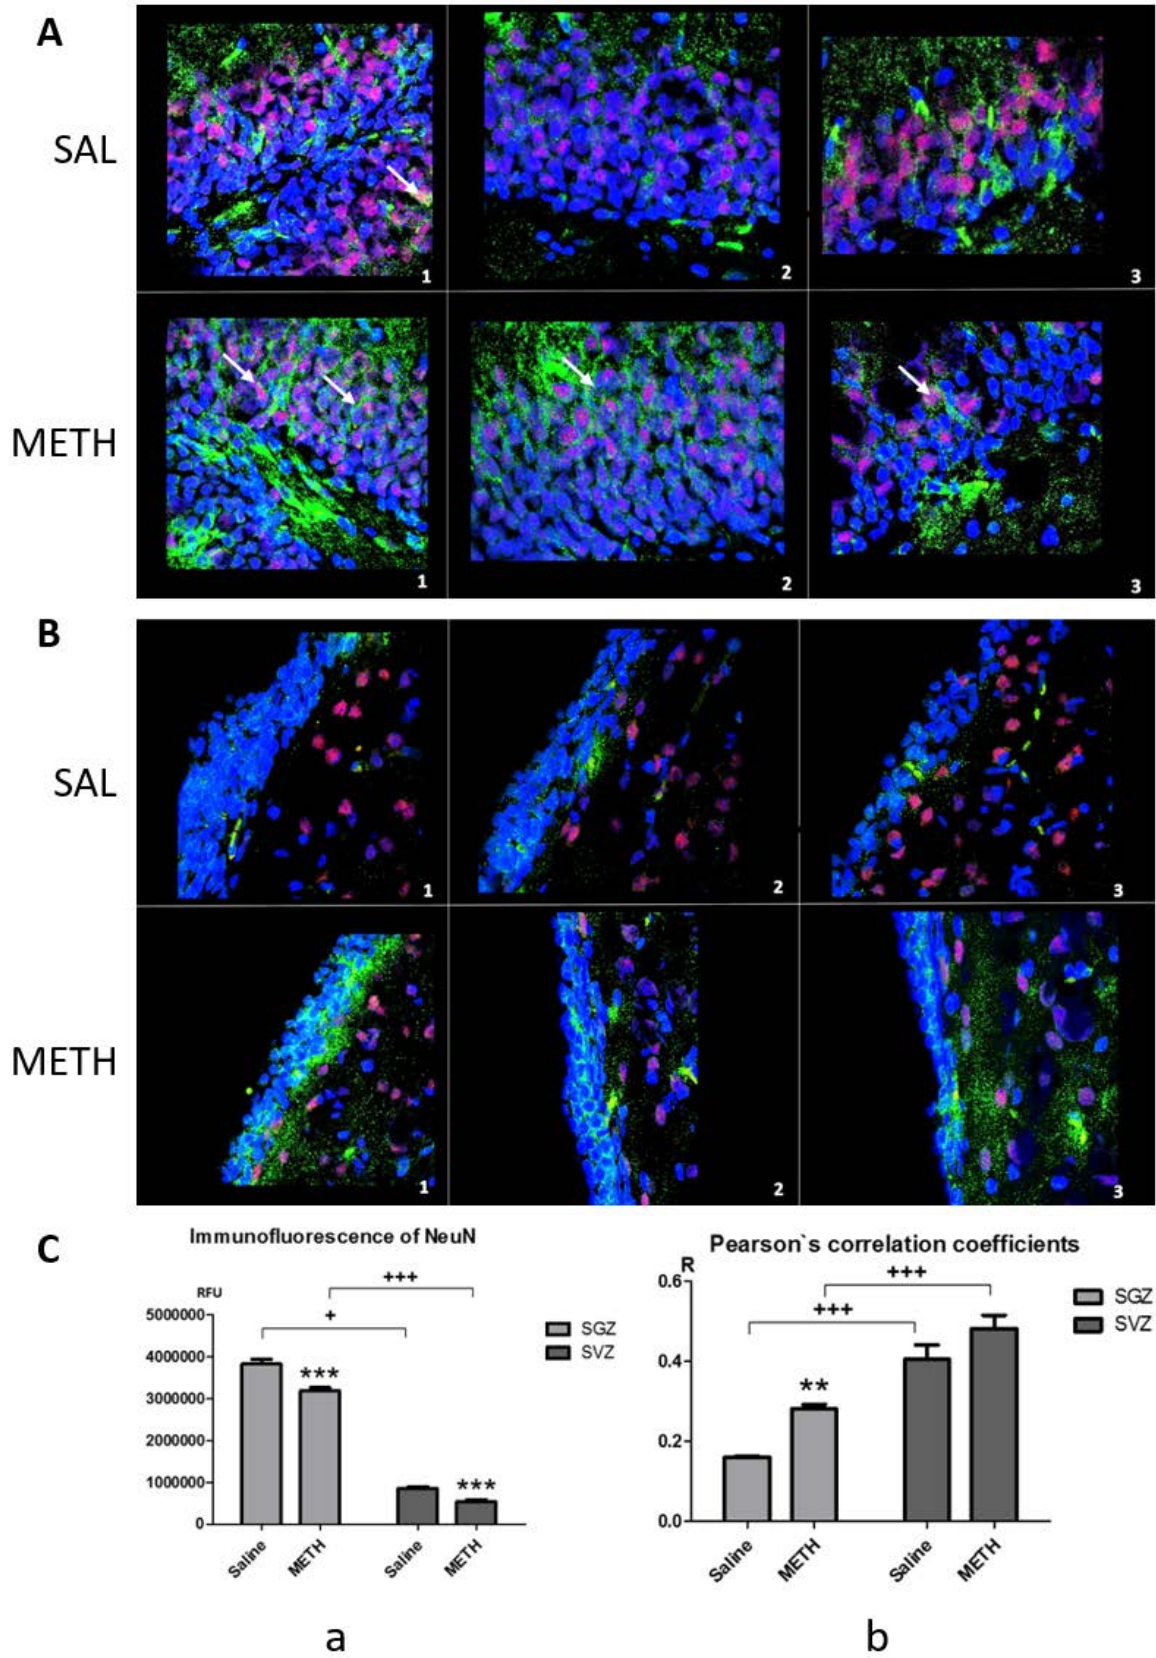 A
SAL
1
2
3
METH
1
2
3
B
SAL
1
2
3
METH
1
2
3
C
Immunofluorescence of NeuN
RFU
+++
+
5000000
4000000
3000000
2000000
1000000
0
***
***
SGZ
SVZ
Saline
METH
Saline
METH
a
Pearson`s correlation coefficients
R
+++
+++
0.6
0.4
0.2
0.0
**
SGZ
SVZ
Saline
METH
Saline
METH
b